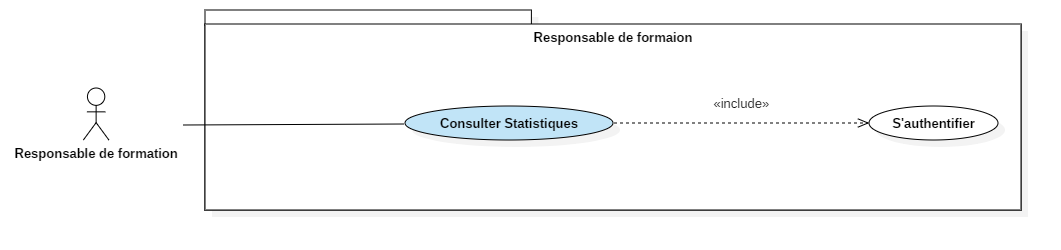 Responsable de formaion
«include»
Consulter Statistiques
S'authentifier
Responsable de formation